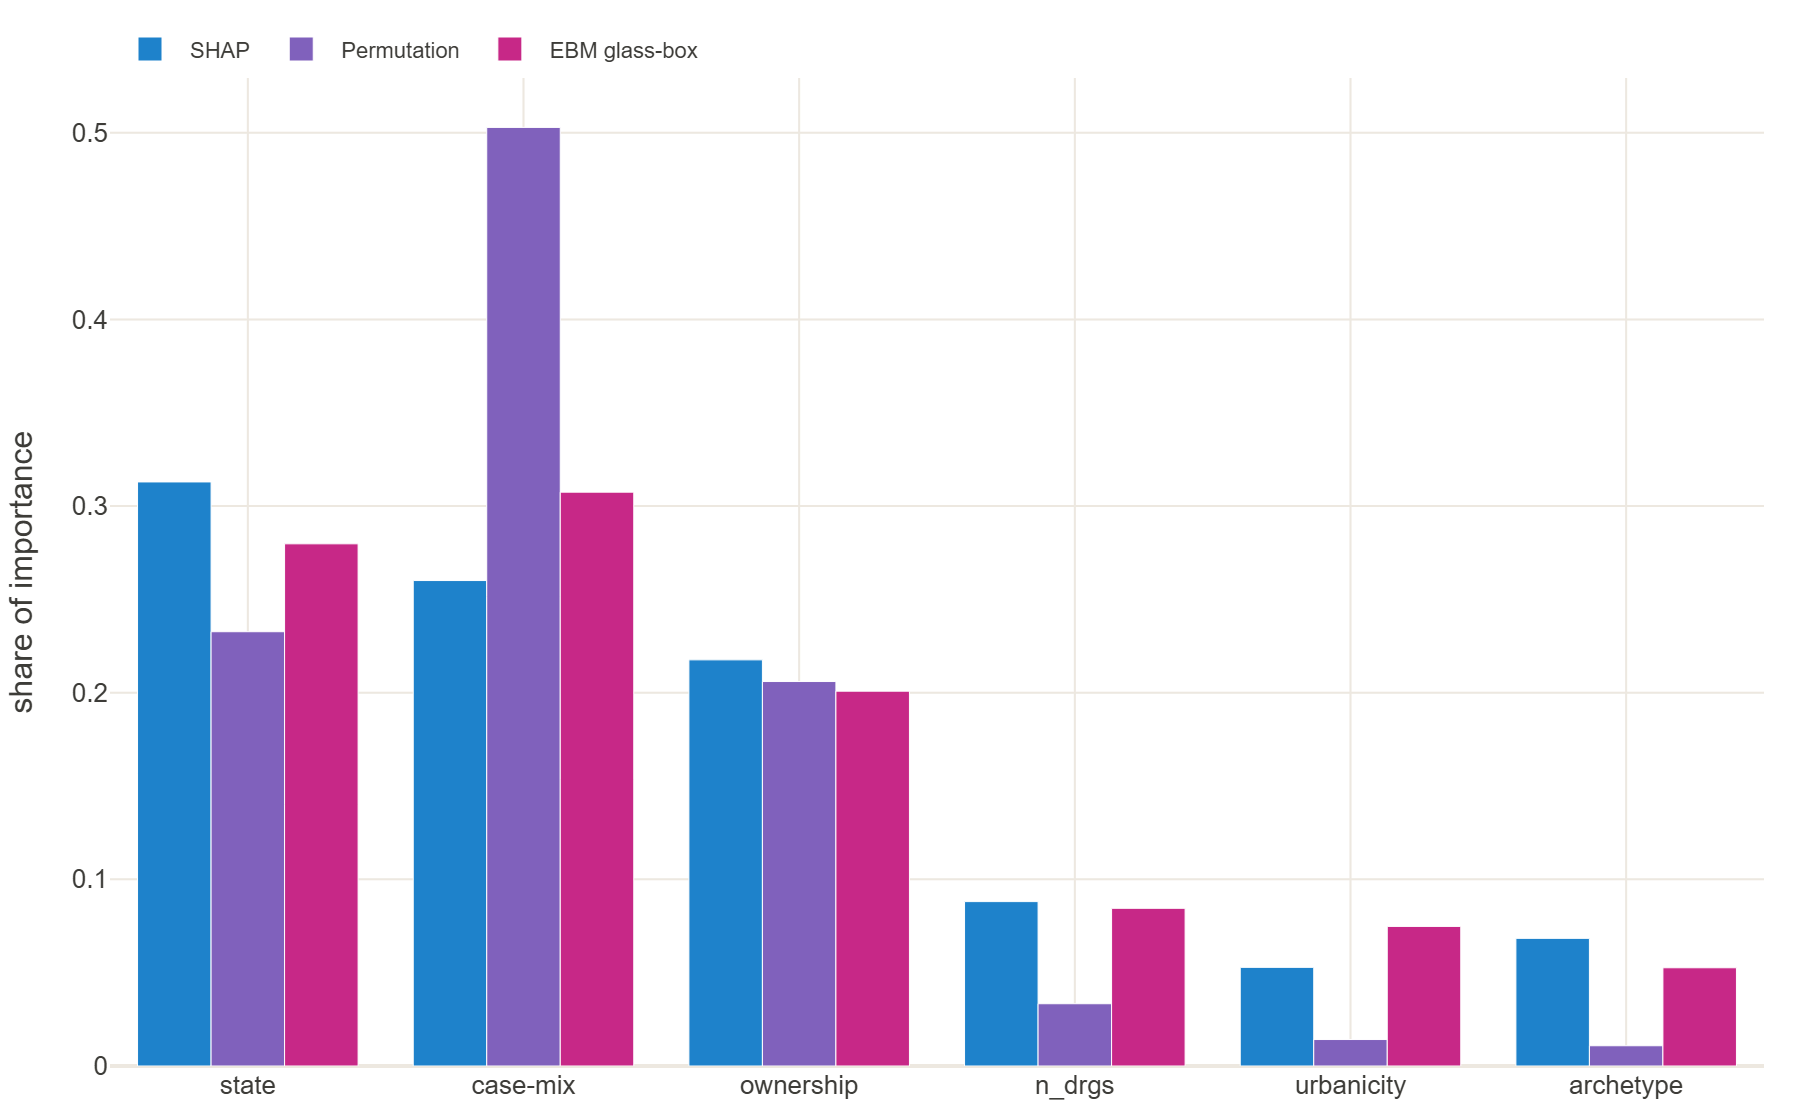 SHAP Permutation EBM glass-box
share of importance
0.5
0.4
0.3
0.2
0.1
0
state case-mix ownership n_drgs urbanicity archetype